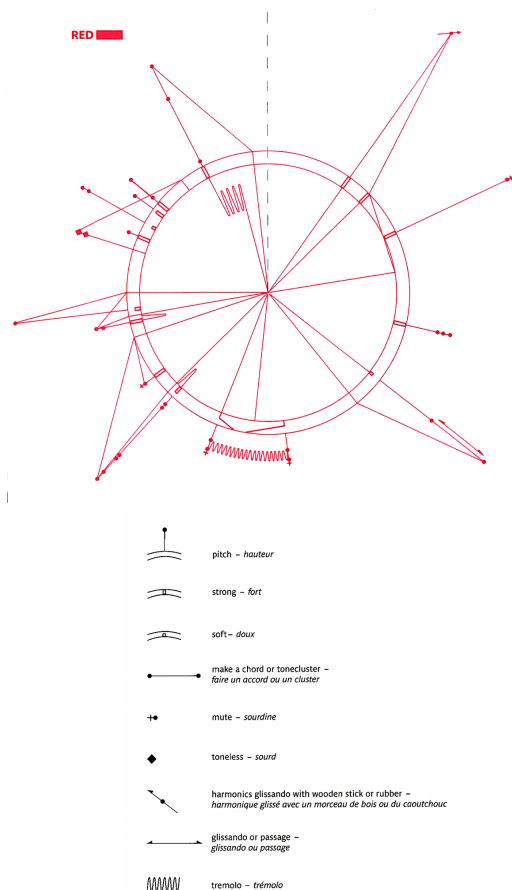 RED
pitch – hauteur
strong – fort
soft– doux
make a chord or tonecluster –
faire un accord ou un cluster
mute – sourdine
toneless – sourd
harmonics glissando with wooden stick or rubber –
harmonique glissé avec un morceau de bois ou du caoutchouc
glissando or passage –
glissando ou passage
tremolo – trémolo